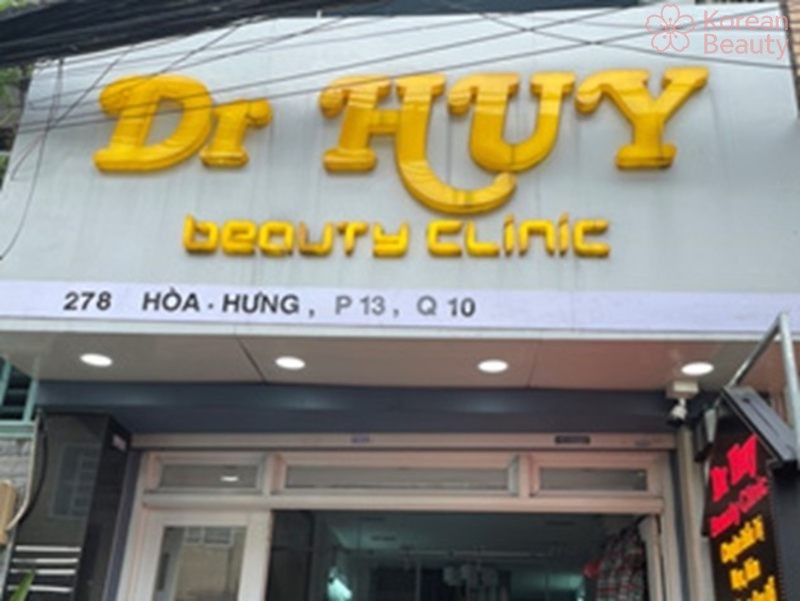 Korean
Beauty
Dr HUY
beauty clinic
278 HÒA - HƯNG, P 13, Q 10
Dr. Huy
Beauty Clinic